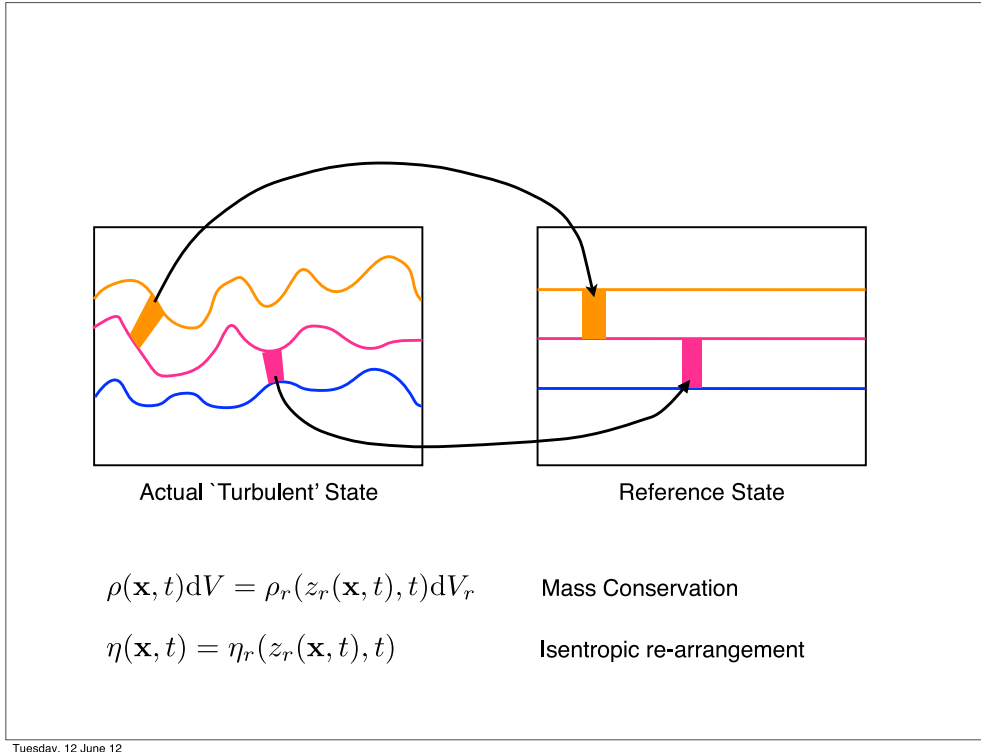 Actual `Turbulent' State
Reference State
ρ(x, t)dV = ρ_r(z_r(x, t), t)dV_r
Mass Conservation
η(x, t) = η_r(z_r(x, t), t)
Isentropic re-arrangement
Tuesday, 12 June 12